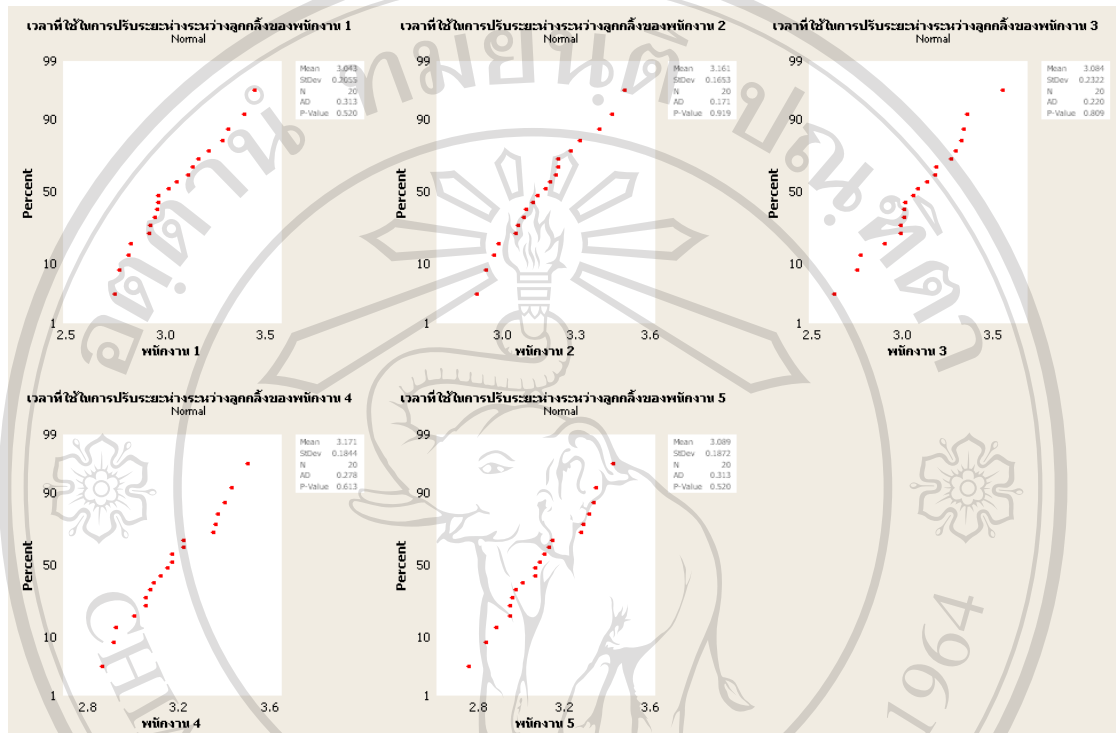 เวลาที่ใช้ในการปรับระยะห่างระหว่างลูกกลิ้งของพนักงาน 1
Normal
99
90
50
10
1
Percent
2.5 3.0 3.5
พนักงาน 1
Mean 3.043
StDev 0.2055
N 20
AD 0.313
P-Value 0.520
เวลาที่ใช้ในการปรับระยะห่างระหว่างลูกกลิ้งของพนักงาน 2
Normal
99
90
50
10
1
Percent
3.0 3.3 3.6
พนักงาน 2
Mean 3.161
StDev 0.1653
N 20
AD 0.171
P-Value 0.919
เวลาที่ใช้ในการปรับระยะห่างระหว่างลูกกลิ้งของพนักงาน 3
Normal
99
90
50
10
1
Percent
2.5 3.0 3.5
พนักงาน 3
Mean 3.084
StDev 0.2322
N 20
AD 0.220
P-Value 0.809
เวลาที่ใช้ในการปรับระยะห่างระหว่างลูกกลิ้งของพนักงาน 4
Normal
99
90
50
10
1
Percent
2.8 3.2 3.6
พนักงาน 4
Mean 3.171
StDev 0.1844
N 20
AD 0.278
P-Value 0.613
เวลาที่ใช้ในการปรับระยะห่างระหว่างลูกกลิ้งของพนักงาน 5
Normal
99
90
50
10
1
Percent
2.8 3.2 3.6
พนักงาน 5
Mean 3.089
StDev 0.1872
N 20
AD 0.313
P-Value 0.520
อตฺตานํ ทมยนฺติ ปณฺฑิตา
1964